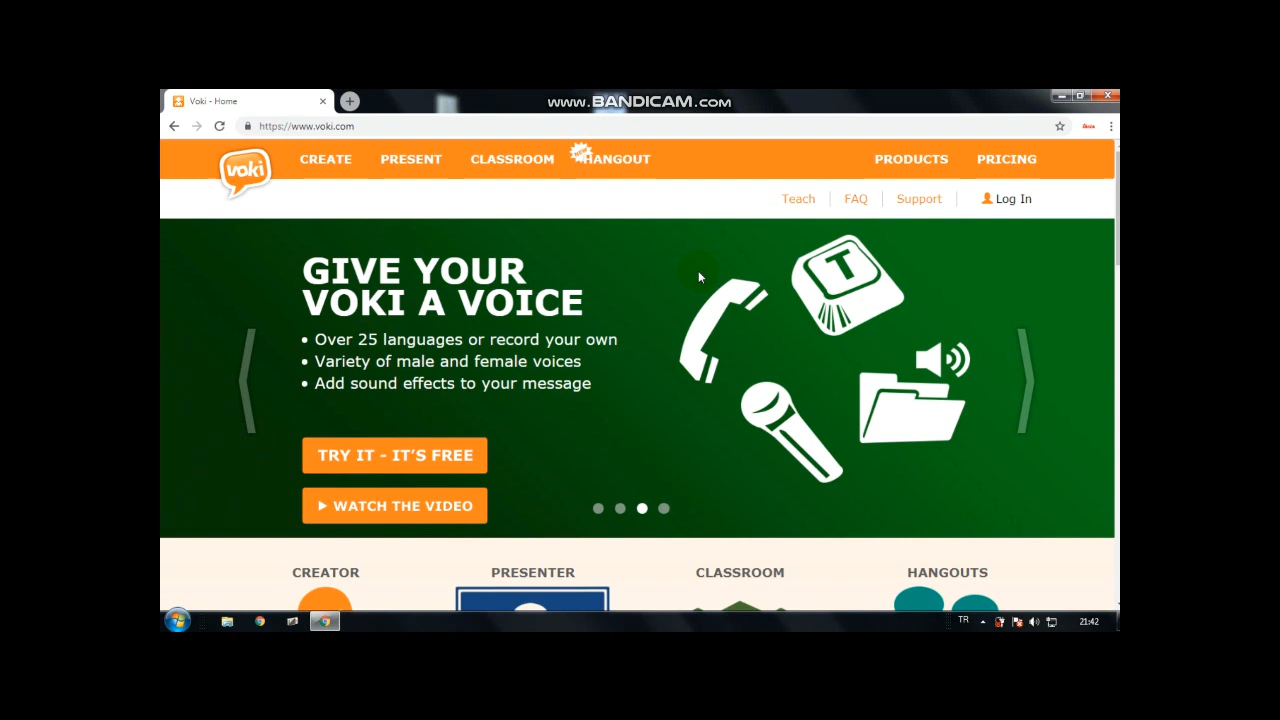 www.BANDICAM.com
Voki - Home
https://www.voki.com
voki
CREATE PRESENT CLASSROOM NEW HANGOUT PRODUCTS PRICING
Teach FAQ Support Log In
GIVE YOUR
VOKI A VOICE
• Over 25 languages or record your own
• Variety of male and female voices
• Add sound effects to your message
T
TRY IT - IT’S FREE
WATCH THE VIDEO
CREATOR PRESENTER CLASSROOM HANGOUTS
TR 21:42